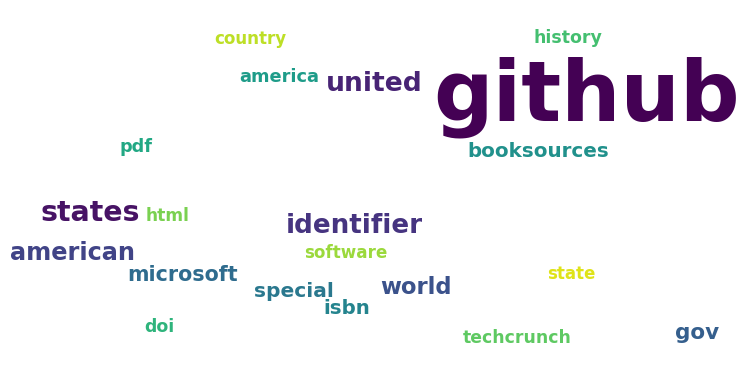 country
history
america
united
github
pdf
booksources
states
html
identifier
american
software
microsoft
state
special
world
isbn
doi
techcrunch
gov